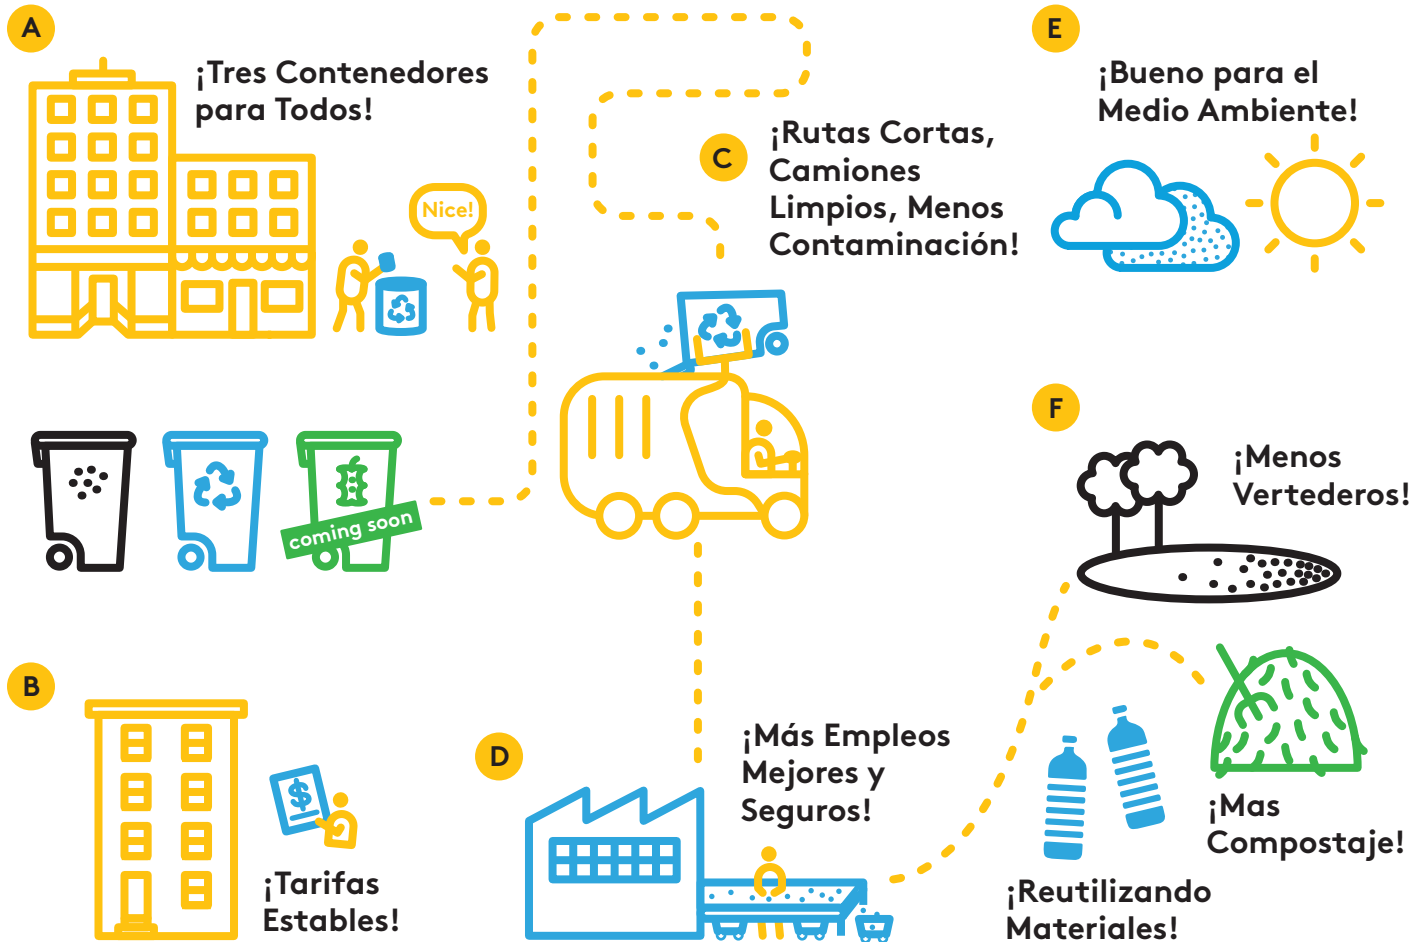 A
¡Tres Contenedores
para Todos!
Nice!
coming soon
B
¡Tarifas
Estables!
C
¡Rutas Cortas,
Camiones
Limpios, Menos
Contaminación!
D
¡Más Empleos
Mejores y
Seguros!
E
¡Bueno para el
Medio Ambiente!
F
¡Menos
Vertederos!
¡Mas
Compostaje!
¡Reutilizando
Materiales!
$